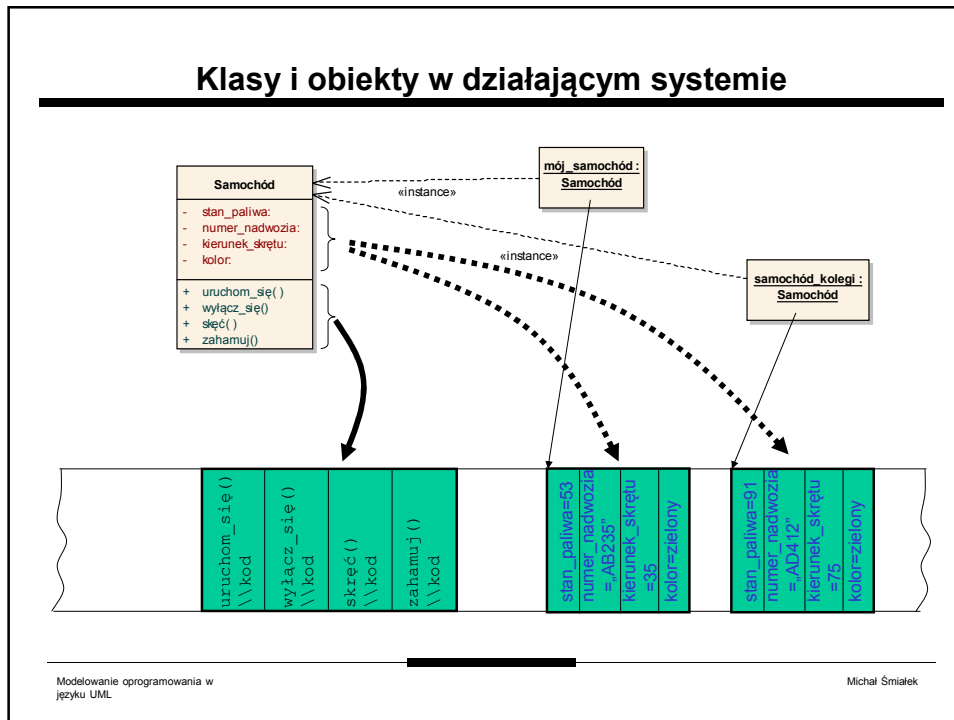 Klasy i obiekty w działającym systemie
Samochód
- stan_paliwa:
- numer_nadwozia:
- kierunek_skrętu:
- kolor:
+ uruchom_się( )
+ wyłącz_się()
+ skęć( )
+ zahamuj()
«instance»
«instance»
mój_samochód :
Samochód
samochód_kolegi :
Samochód
uruchom_się()
\\kod
wyłącz_się()
\\kod
skręć()
\\kod
zahamuj()
\\kod
stan_paliwa=53
numer_nadwozia
=„AB235”
kierunek_skrętu
=35
kolor=zielony
stan_paliwa=91
numer_nadwozia
=„AD412”
kierunek_skrętu
=75
kolor=zielony
Modelowanie oprogramowania w
języku UML
Michał Śmiałek